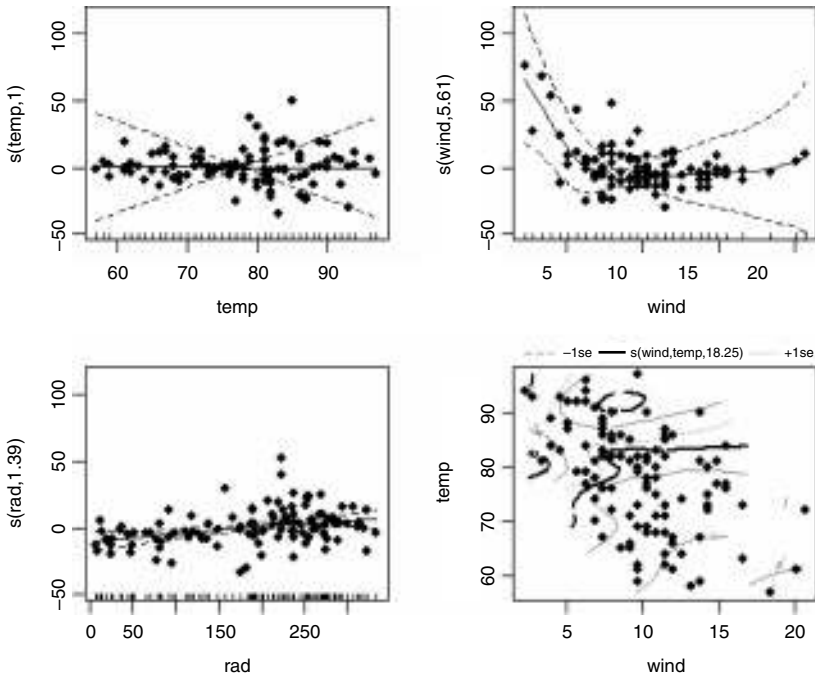 s(temp,1)
100
50
0
−50
60 70 80 90
temp
s(wind,5.61)
100
50
0
−50
5 10 15 20
wind
s(rad,1.39)
100
50
0
−50
0 50 150 250
rad
−1se s(wind,temp,18.25) +1se
temp
90
80
70
60
5 10 15 20
wind